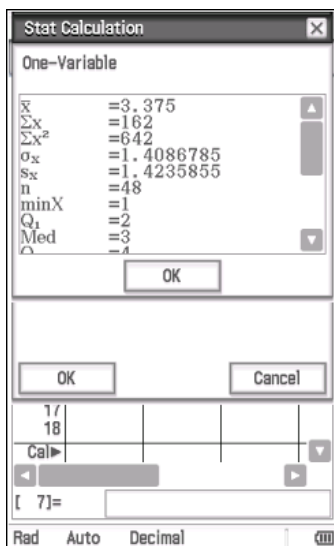 Stat Calculation
One-Variable
x̄ =3.375
Σx =162
Σx² =642
σx =1.4086785
sx =1.4235855
n =48
minX =1
Q₁ =2
Med =3
OK
OK Cancel
17
18
Cal▶
[ 7]=
Rad Auto Decimal